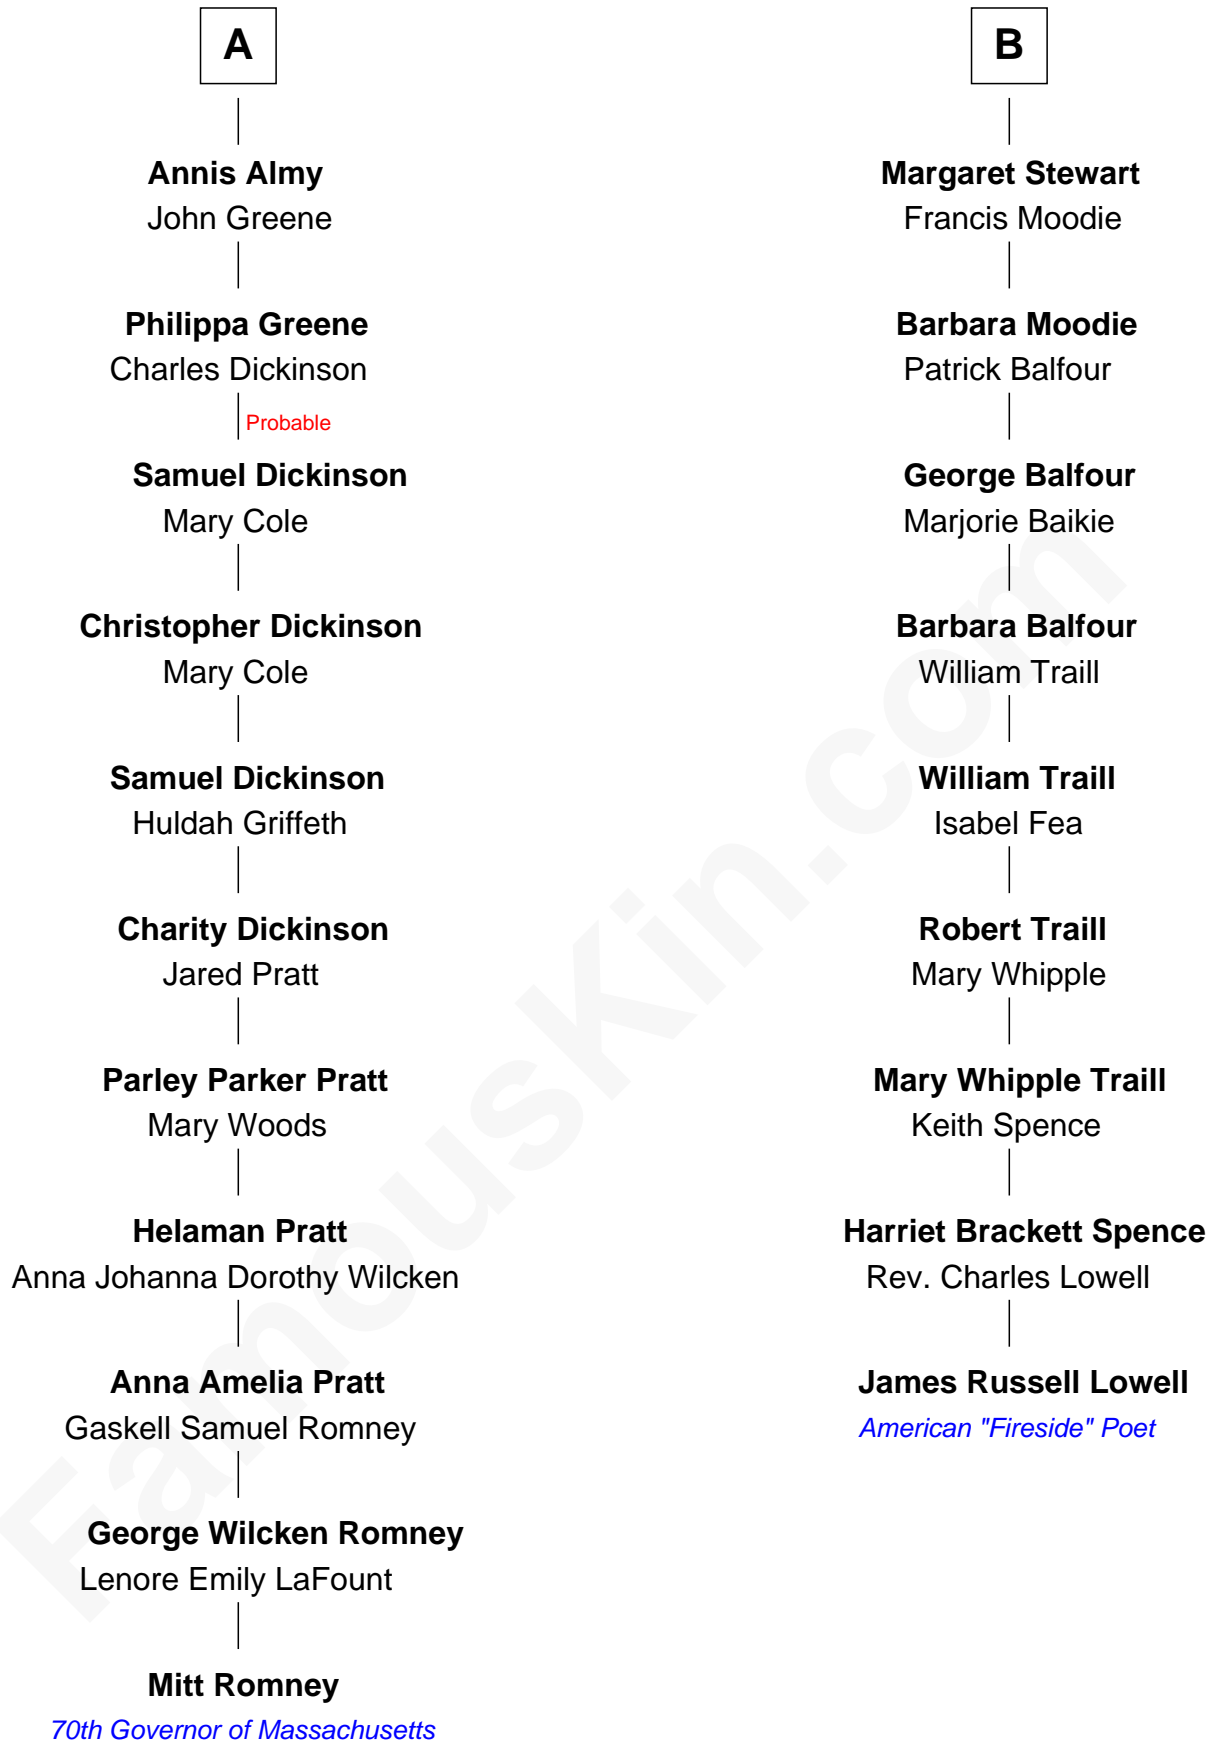 A
Annis Almy
John Greene
Philippa Greene
Charles Dickinson
Probable
Samuel Dickinson
Mary Cole
Christopher Dickinson
Mary Cole
Samuel Dickinson
Huldah Griffeth
Charity Dickinson
Jared Pratt
Parley Parker Pratt
Mary Woods
Helaman Pratt
Anna Johanna Dorothy Wilcken
Anna Amelia Pratt
Gaskell Samuel Romney
George Wilcken Romney
Lenore Emily LaFount
Mitt Romney
70th Governor of Massachusetts
B
Margaret Stewart
Francis Moodie
Barbara Moodie
Patrick Balfour
George Balfour
Marjorie Baikie
Barbara Balfour
William Traill
William Traill
Isabel Fea
Robert Traill
Mary Whipple
Mary Whipple Traill
Keith Spence
Harriet Brackett Spence
Rev. Charles Lowell
James Russell Lowell
American "Fireside" Poet
FamousKin.com